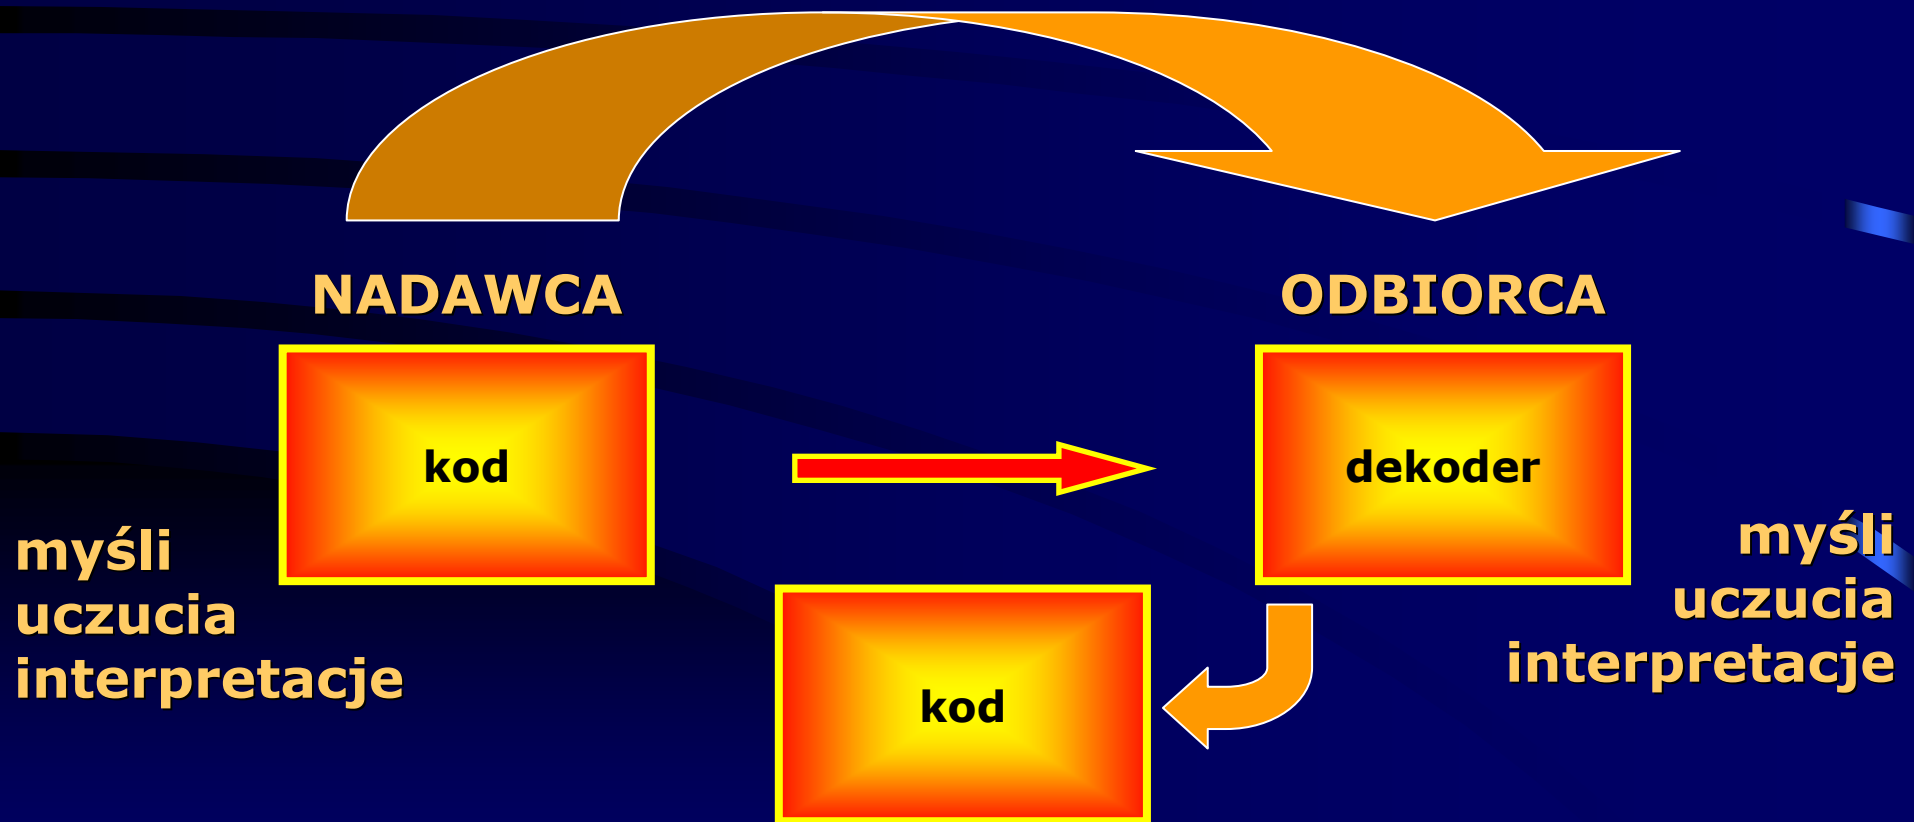 NADAWCA
ODBIORCA
kod
dekoder
myśli
uczucia
interpretacje
myśli
uczucia
interpretacje
kod